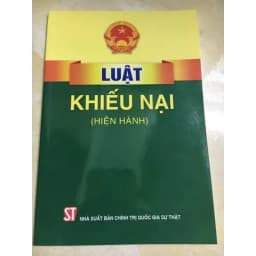 LUẬT
KHIẾU NẠI
(HIỆN HÀNH)
ST NHÀ XUẤT BẢN CHÍNH TRỊ QUỐC GIA SỰ THẬT